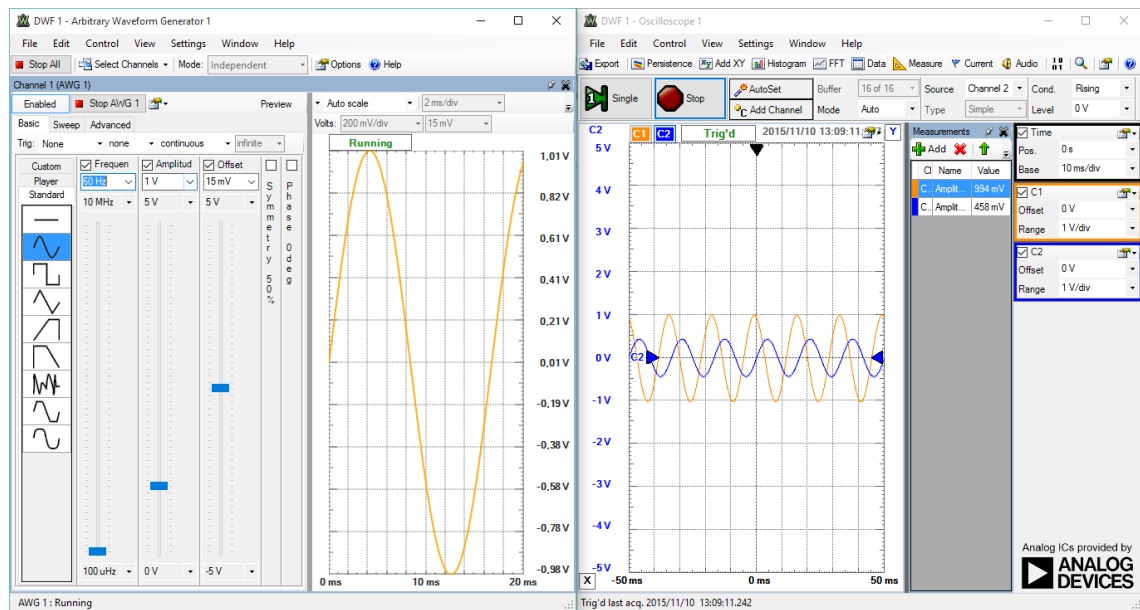 DWF 1 - Arbitrary Waveform Generator 1
File Edit Control View Settings Window Help
Stop All Select Channels Mode: Independent Options Help
Channel 1 (AWG 1)
Enabled Stop AWG 1 Preview
Basic Sweep Advanced
Trig: None none continuous infinite
Custom
Player
Standard
Frequen Amplitud Offset
60 Hz 1 V 15 mV
10 MHz 5 V 5 V
Symmetry 50%
Phase 0 deg
100 uHz 0 V -5 V
Auto scale 2 ms/div
Volts: 200 mV/div 15 mV
Running
1,01 V
0,82 V
0,61 V
0,41 V
0,21 V
0,01 V
-0,19 V
-0,38 V
-0,58 V
-0,78 V
-0,98 V
0 ms 10 ms 20 ms
AWG 1 : Running
DWF 1 - Oscilloscope 1
File Edit Control View Settings Window Help
Export Persistence Add XY Histogram FFT Data Measure Current Audio
Single Stop AutoSet Buffer 16 of 16 Source Channel 2 Cond. Rising
Add Channel Mode Auto Type Simple Level 0 V
C2 C1 C2 Trig'd 2015/11/10 13:09:11 Y
5 V
4 V
3 V
2 V
1 V
0 V C2
-1 V
-2 V
-3 V
-4 V
-5 V
X -50 ms 0 ms 50 ms
Measurements
Add
Name Value
C.. Amplit... 994 mV
C.. Amplit... 458 mV
Time
Pos. 0 s
Base 10 ms/div
C1
Offset 0 V
Range 1 V/div
C2
Offset 0 V
Range 1 V/div
Analog ICs provided by
ANALOG
DEVICES
Trig'd last acq. 2015/11/10 13:09:11.242